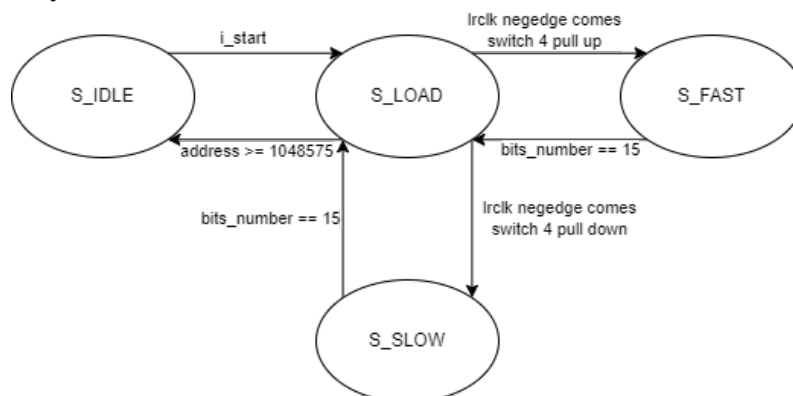 i_start
lrclk negedge comes
switch 4 pull up
S_IDLE
S_LOAD
S_FAST
address >= 1048575
bits_number == 15
bits_number == 15
lrclk negedge comes
switch 4 pull down
S_SLOW